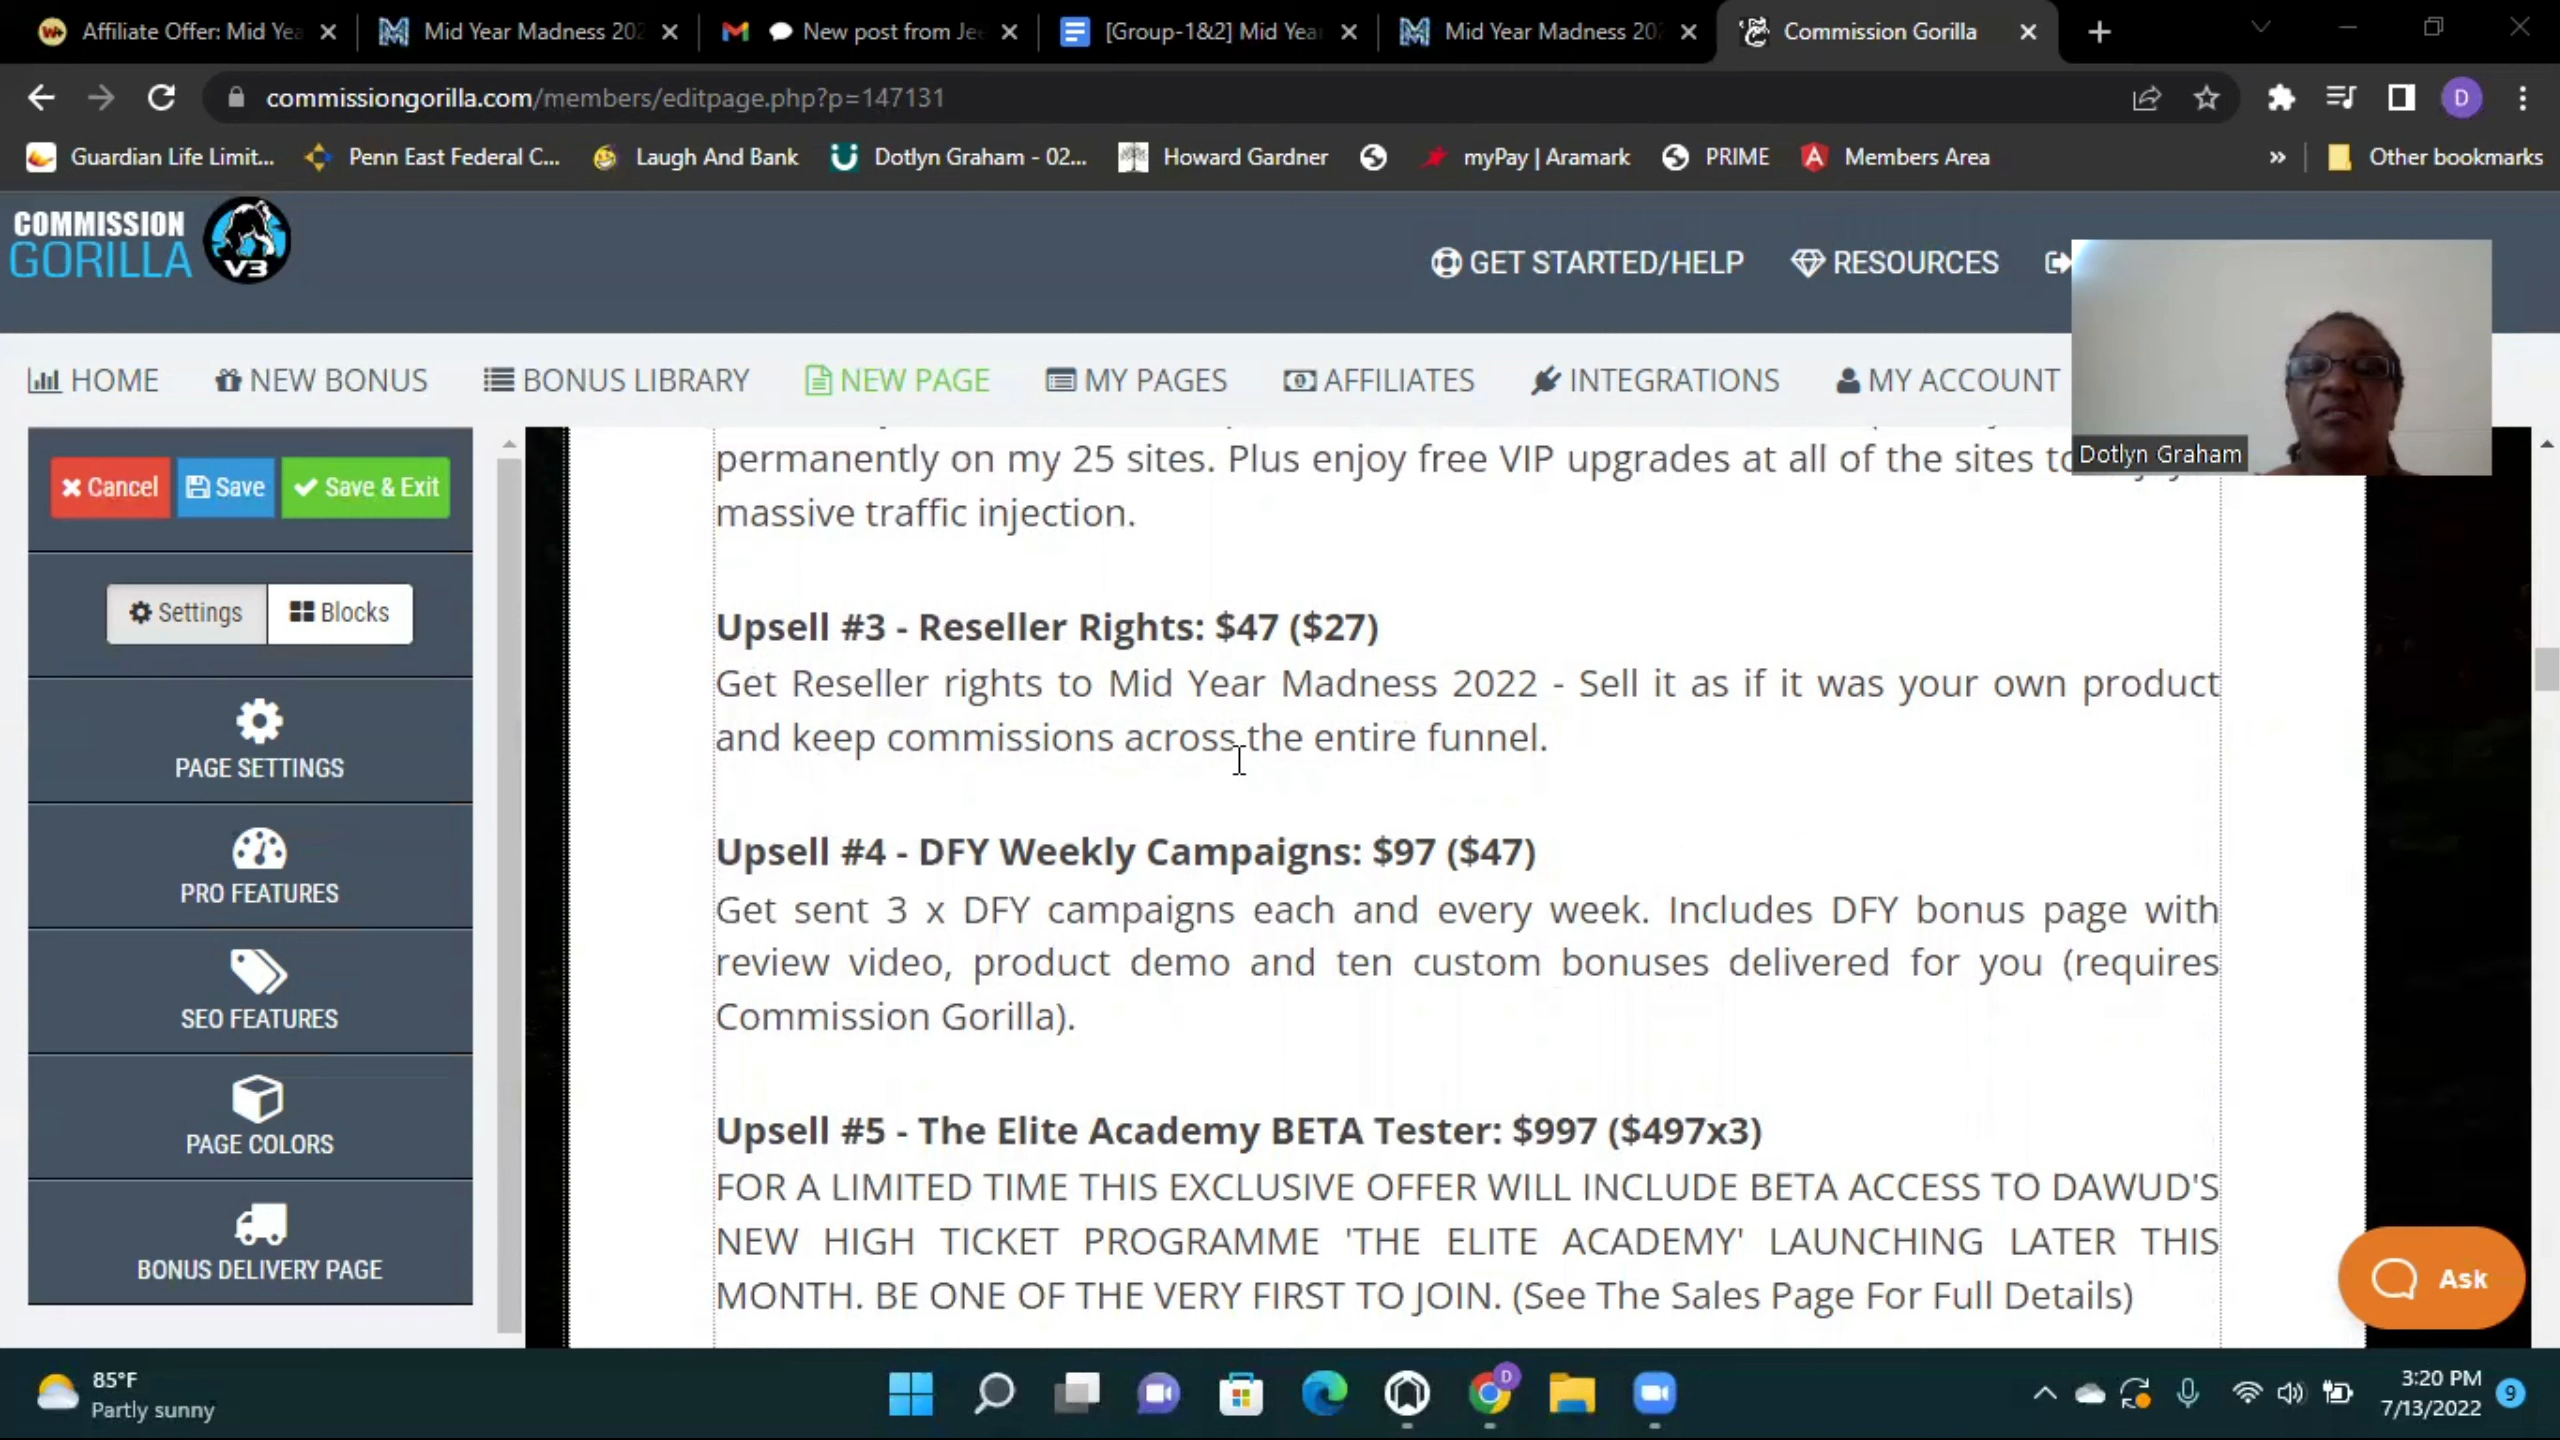 Affiliate Offer: Mid Yea
Mid Year Madness 202
New post from Jee
[Group-1&2] Mid Year
Mid Year Madness 202
Commission Gorilla
commissiongorilla.com/members/editpage.php?p=147131
D
Guardian Life Limit...
Penn East Federal C...
Laugh And Bank
Dotlyn Graham - 02...
Howard Gardner
myPay | Aramark
PRIME
Members Area
»
Other bookmarks
COMMISSION
GORILLA
V3
GET STARTED/HELP
RESOURCES
Dotlyn Graham
HOME
NEW BONUS
BONUS LIBRARY
NEW PAGE
MY PAGES
AFFILIATES
INTEGRATIONS
MY ACCOUNT
Cancel
Save
Save & Exit
Settings
Blocks
PAGE SETTINGS
PRO FEATURES
SEO FEATURES
PAGE COLORS
BONUS DELIVERY PAGE
permanently on my 25 sites. Plus enjoy free VIP upgrades at all of the sites
massive traffic injection.
Upsell #3 - Reseller Rights: $47 ($27)
Get Reseller rights to Mid Year Madness 2022 - Sell it as if it was your own product
and keep commissions across the entire funnel.
Upsell #4 - DFY Weekly Campaigns: $97 ($47)
Get sent 3 x DFY campaigns each and every week. Includes DFY bonus page with
review video, product demo and ten custom bonuses delivered for you (requires
Commission Gorilla).
Upsell #5 - The Elite Academy BETA Tester: $997 ($497x3)
FOR A LIMITED TIME THIS EXCLUSIVE OFFER WILL INCLUDE BETA ACCESS TO DAWUD'S
NEW HIGH TICKET PROGRAMME 'THE ELITE ACADEMY' LAUNCHING LATER THIS
MONTH. BE ONE OF THE VERY FIRST TO JOIN. (See The Sales Page For Full Details)
Ask
85°F
Partly sunny
D
3:20 PM
7/13/2022
9